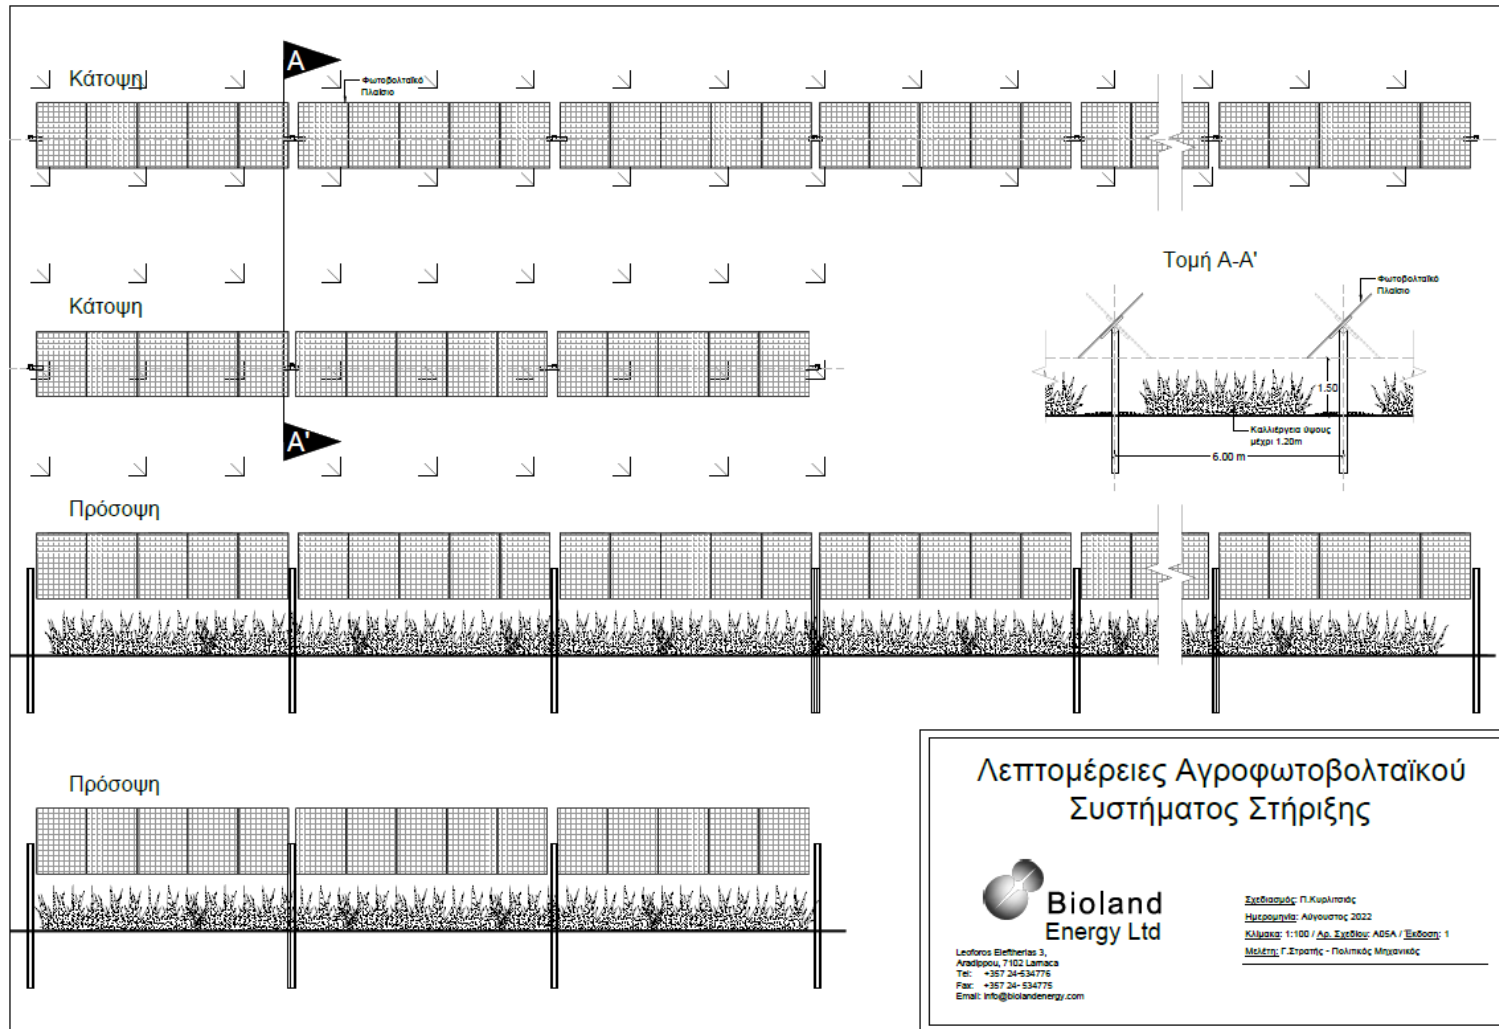 Κάτοψη
A
Φωτοβολταϊκό
Πλαίσιο
Τομή Α-Α'
Φωτοβολταϊκό
Πλαίσιο
Κάτοψη
1.50
Καλλιέργεια ύψους
μέχρι 1.20m
6.00 m
A'
Πρόσοψη
Πρόσοψη
Λεπτομέρειες Αγροφωτοβολταϊκού
Συστήματος Στήριξης
Bioland
Energy Ltd
Leoforos Eleftherias 3,
Aradippou, 7102 Larnaca
Tel: +357 24-534776
Fax: +357 24- 534775
Email: info@biolandenergy.com
Σχεδιασμός: Π.Κυρλιτσιάς
Ημερομηνία: Αύγουστος 2022
Κλίμακα: 1:100 / Αρ. Σχεδίου: A05A / Έκδοση: 1
Μελέτη: Γ.Στρατής - Πολιτικός Μηχανικός